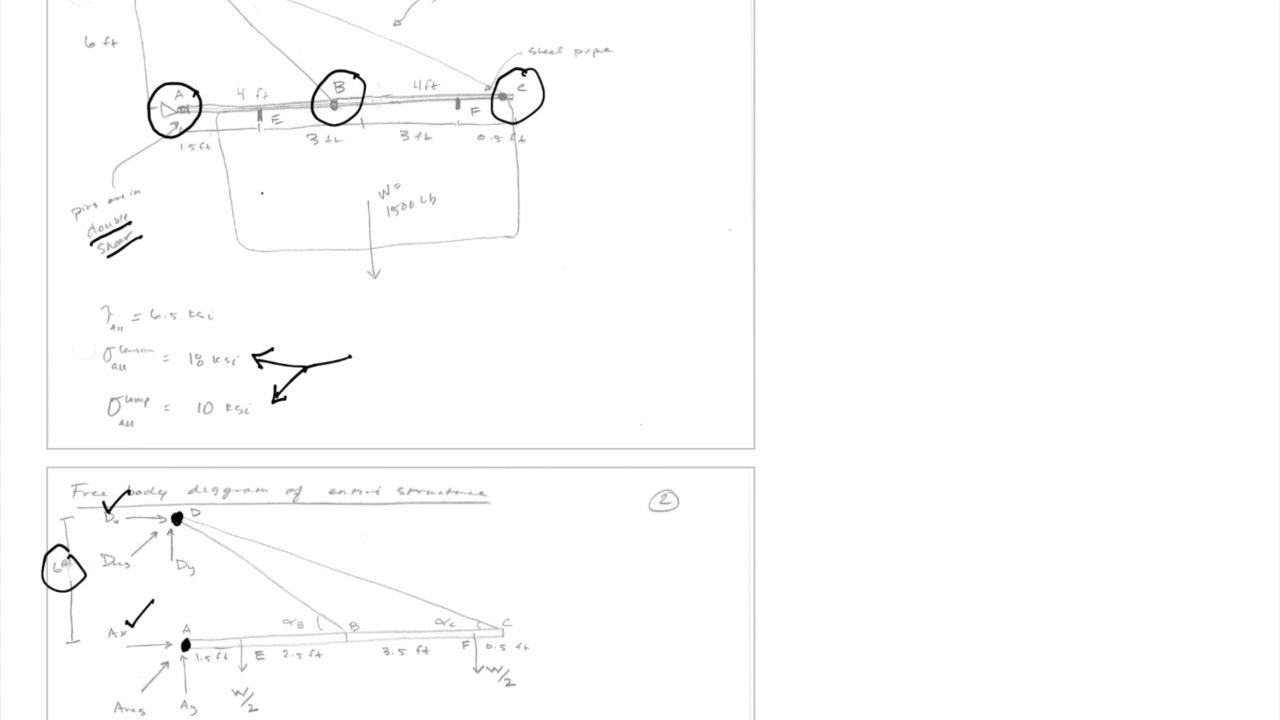 6 ft
steel pipe
A
4 ft
B
4 ft
C
E
F
1.5 ft
3 ft
3 ft
0.5 ft
pins are in
double
shear
W=
1500 Lb
τ_All = 6.5 ksi
σ_all^tension = 18 ksi
σ_all^comp = 10 ksi
Free body diagram of entire structure
2
D
Dx
6 ft
Dres
Dy
Ax
A
αB
B
αc
C
1.5 ft
E
2.5 ft
3.5 ft
F
0.5 ft
W/2
W/2
Ares
Ay